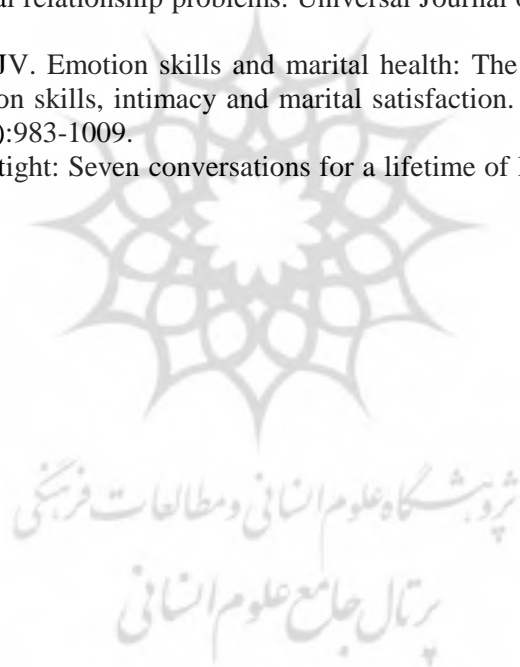 al relationship problems. Universal Journal o
JV. Emotion skills and marital health: The
on skills, intimacy and marital satisfaction.
):983-1009.
tight: Seven conversations for a lifetime of
پژوهشگاه علوم انسانی و مطالعات فرهنگی
پرتال جامع علوم انسانی